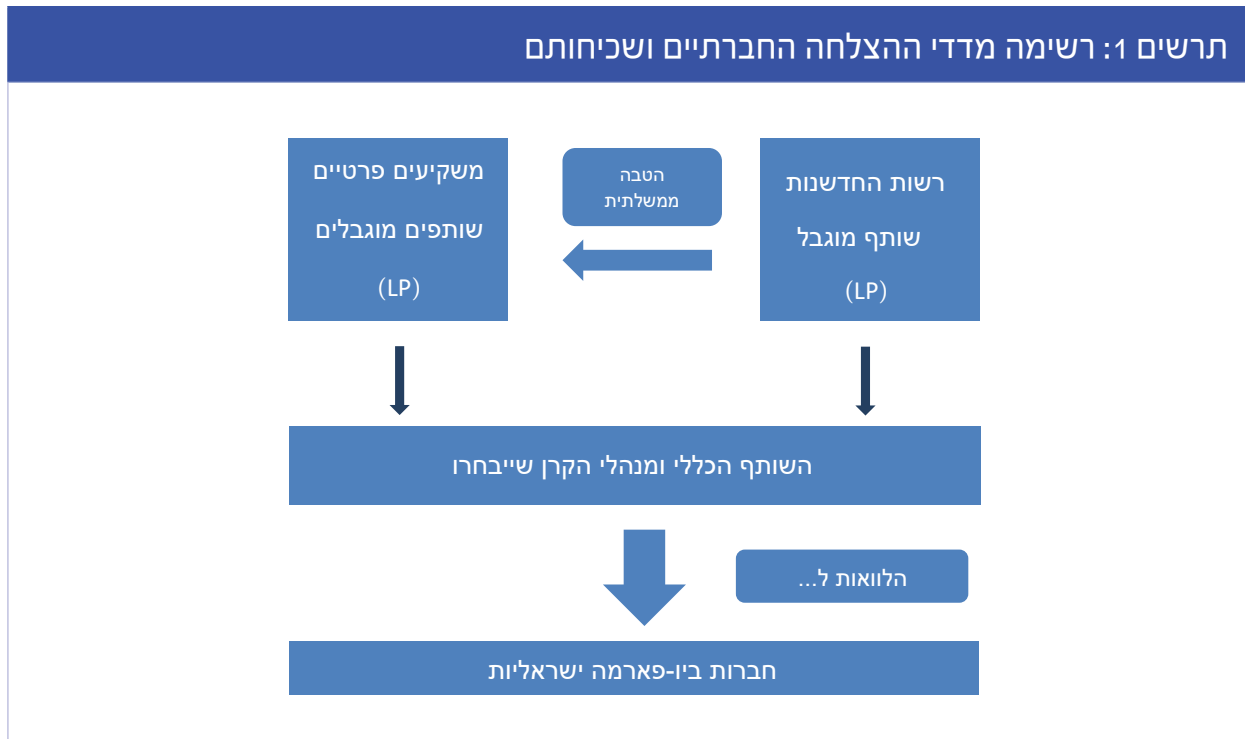 תרשים 1: רשימה מדדי ההצלחה החברתיים ושכיחותם
רשות החדשנות
שותף מוגבל
(LP)
הטבה
ממשלתית
משקיעים פרטיים
שותפים מוגבלים
(LP)
השותף הכללי ומנהלי הקרן שייבחרו
הלוואות ל...
חברות ביו-פארמה ישראליות